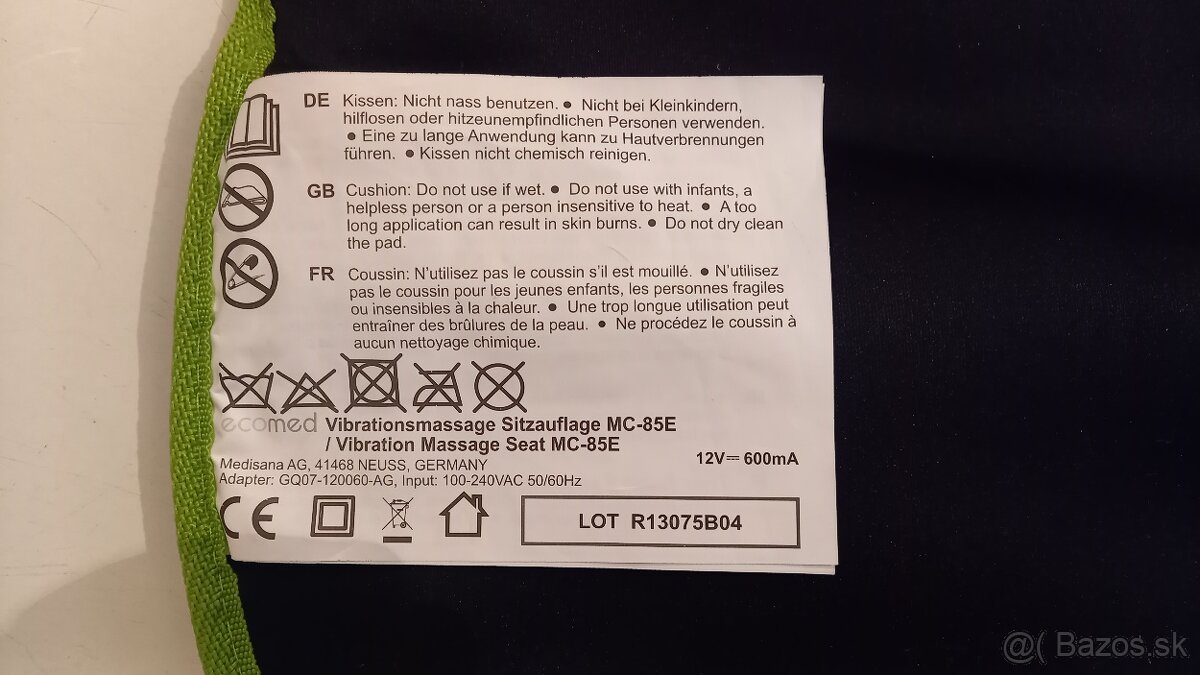 DE Kissen: Nicht nass benutzen. ● Nicht bei Kleinkindern,
hilflosen oder hitzeunempfindlichen Personen verwenden.
● Eine zu lange Anwendung kann zu Hautverbrennungen
führen. ● Kissen nicht chemisch reinigen.
GB Cushion: Do not use if wet. ● Do not use with infants, a
helpless person or a person insensitive to heat. ● A too
long application can result in skin burns. ● Do not dry clean
the pad.
FR Coussin: N'utilisez pas le coussin s'il est mouillé. ● N'utilisez
pas le coussin pour les jeunes enfants, les personnes fragiles
ou insensibles à la chaleur. ● Une trop longue utilisation peut
entraîner des brûlures de la peau. ● Ne procédez le coussin à
aucun nettoyage chimique.
ecomed Vibrationsmassage Sitzauflage MC-85E
/ Vibration Massage Seat MC-85E
12V⎓ 600mA
Medisana AG, 41468 NEUSS, GERMANY
Adapter: GQ07-120060-AG, Input: 100-240VAC 50/60Hz
CE
LOT R13075B04
@( Bazos.sk